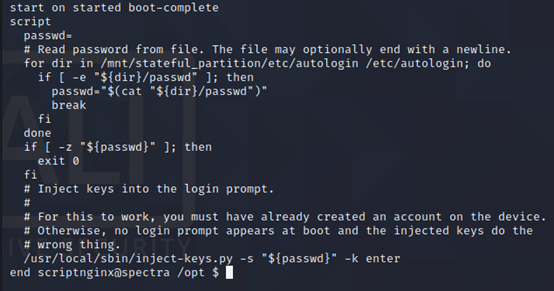 start on started boot-complete
script
  passwd=
  # Read password from file. The file may optionally end with a newline.
  for dir in /mnt/stateful_partition/etc/autologin /etc/autologin; do
    if [ -e "${dir}/passwd" ]; then
      passwd="$(cat "${dir}/passwd")"
      break
    fi
  done
  if [ -z "${passwd}" ]; then
    exit 0
  fi
  # Inject keys into the login prompt.
  #
  # For this to work, you must have already created an account on the device.
  # Otherwise, no login prompt appears at boot and the injected keys do the
  # wrong thing.
  /usr/local/sbin/inject-keys.py -s "${passwd}" -k enter
end scriptnginx@spectra /opt $